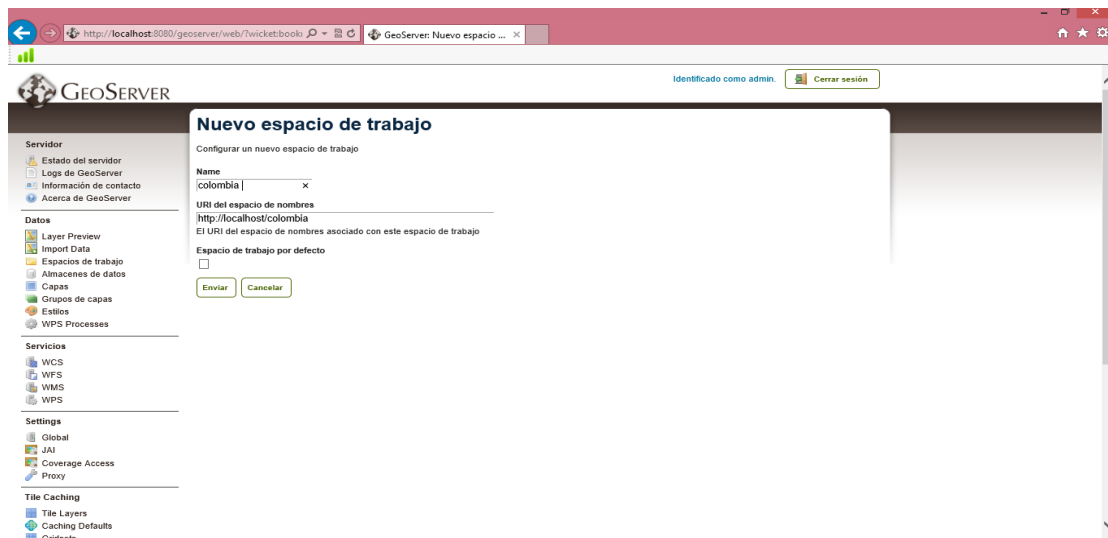 http://localhost:8080/geoserver/web/?wicket:book
GeoServer: Nuevo espacio ...
GEOSERVER
Identificado como admin.
Cerrar sesión
Servidor
Estado del servidor
Logs de GeoServer
Información de contacto
Acerca de GeoServer
Datos
Layer Preview
Import Data
Espacios de trabajo
Almacenes de datos
Capas
Grupos de capas
Estilos
WPS Processes
Servicios
WCS
WFS
WMS
WPS
Settings
Global
JAI
Coverage Access
Proxy
Tile Caching
Tile Layers
Caching Defaults
Nuevo espacio de trabajo
Configurar un nuevo espacio de trabajo
Name
colombia
URI del espacio de nombres
http://localhost/colombia
El URI del espacio de nombres asociado con este espacio de trabajo
Espacio de trabajo por defecto
Enviar
Cancelar